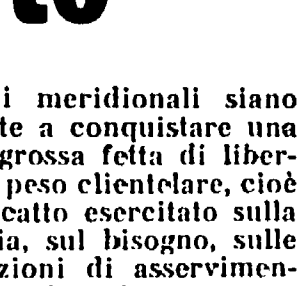 to
i meridionali siano
te a conquistare una
grossa fetta di liber-
peso clientelare, cioè
catto esercitato sulla
ia, sul bisogno, sulle
zioni di asservimen-